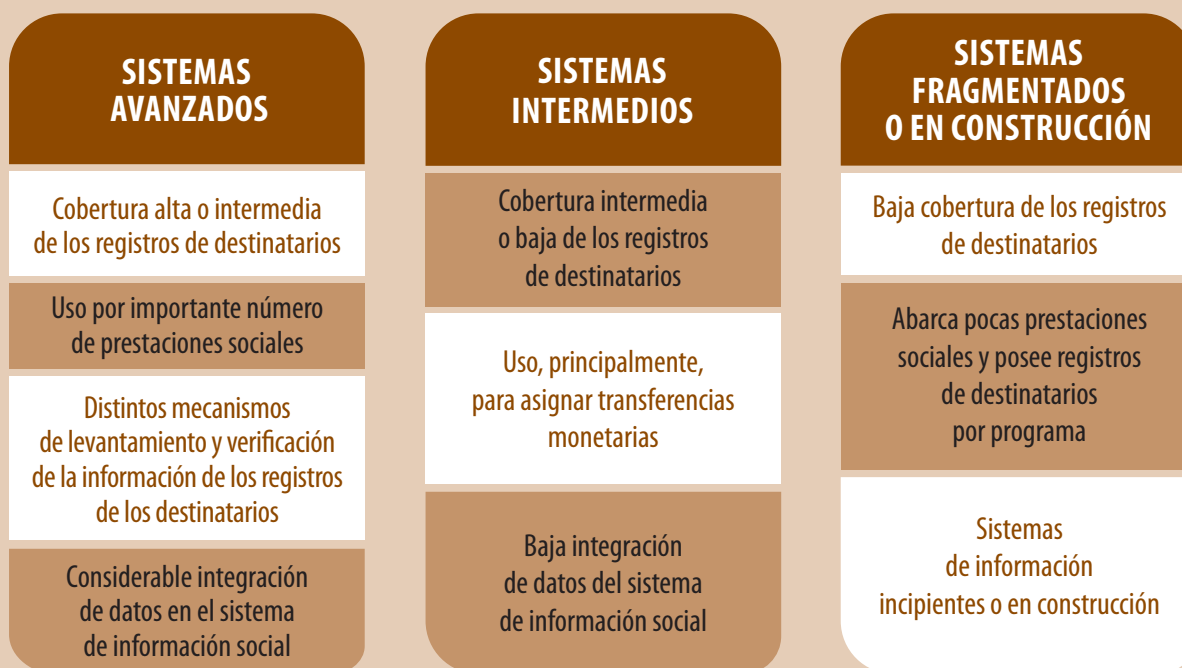 SISTEMAS
AVANZADOS
Cobertura alta o intermedia
de los registros de destinatarios
Uso por importante número
de prestaciones sociales
Distintos mecanismos
de levantamiento y verificación
de la información de los registros
de los destinatarios
Considerable integración
de datos en el sistema
de información social
SISTEMAS
INTERMEDIOS
Cobertura intermedia
o baja de los registros
de destinatarios
Uso, principalmente,
para asignar transferencias
monetarias
Baja integración
de datos del sistema
de información social
SISTEMAS
FRAGMENTADOS
O EN CONSTRUCCIÓN
Baja cobertura de los registros
de destinatarios
Abarca pocas prestaciones
sociales y posee registros
de destinatarios
por programa
Sistemas
de información
incipientes o en construcción